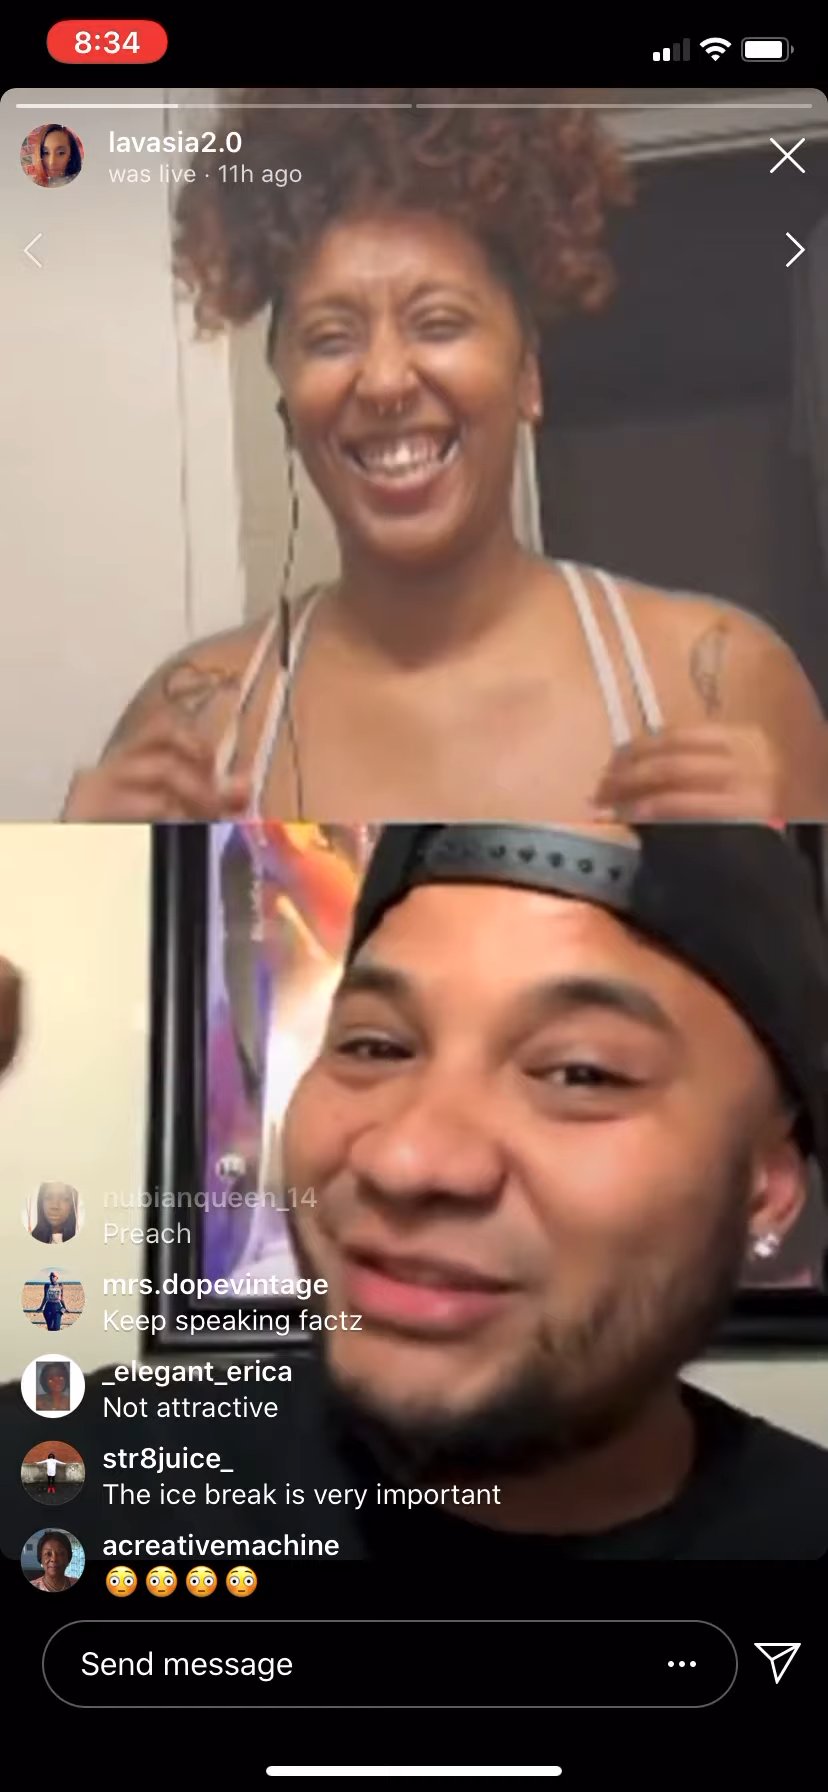 8:34
lavasia2.0
was live · 11h ago
nubianqueen_14
Preach
mrs.dopevintage
Keep speaking factz
_elegant_erica
Not attractive
str8juice_
The ice break is very important
acreativemachine
😳😳😳😳
Send message